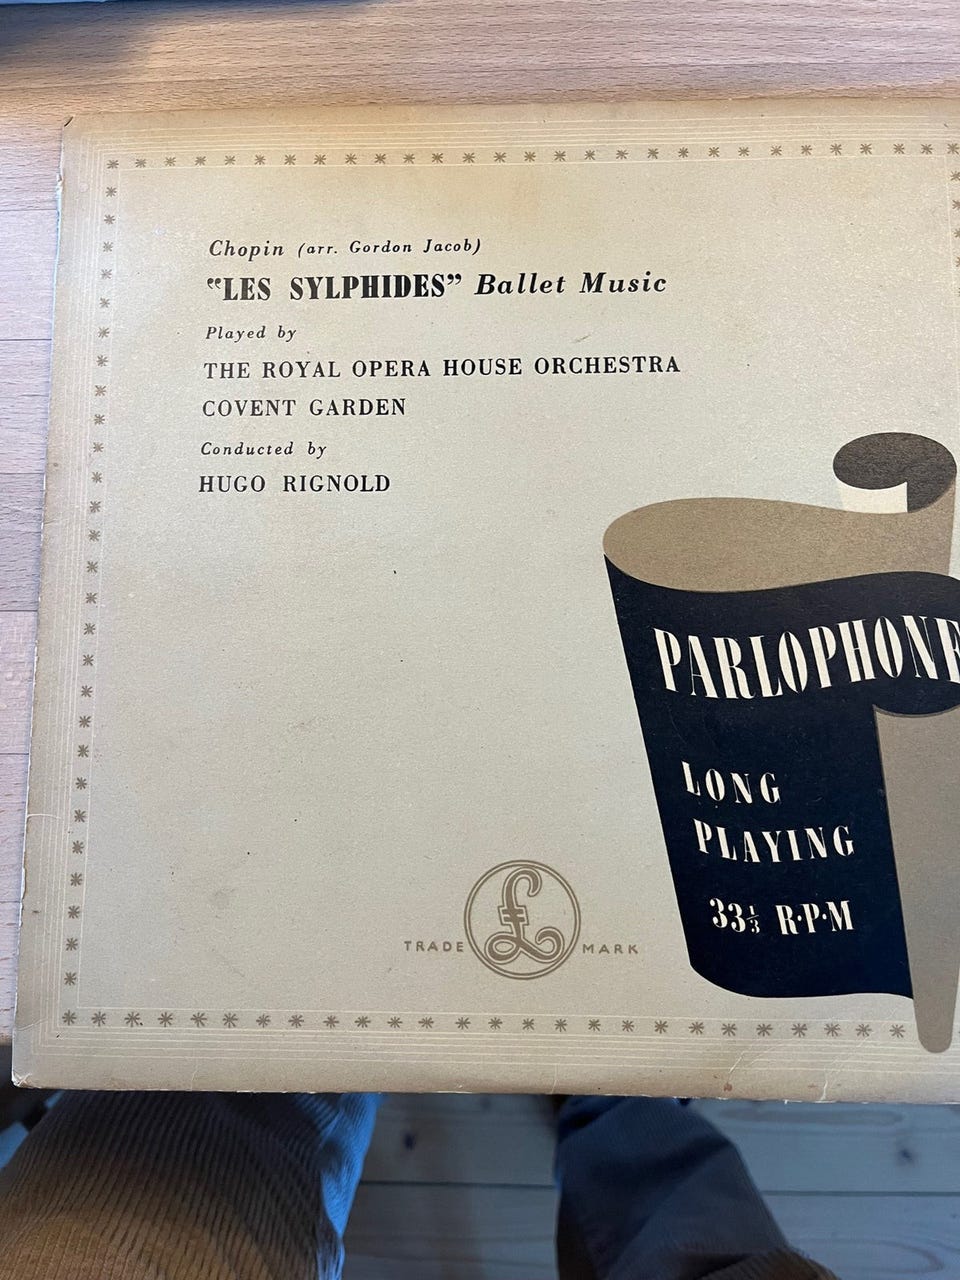 Chopin (arr. Gordon Jacob)
“LES SYLPHIDES” Ballet Music
Played by
THE ROYAL OPERA HOUSE ORCHESTRA
COVENT GARDEN
Conducted by
HUGO RIGNOLD
PARLOPHONE
LONG
PLAYING
33⅓ R·P·M
TRADE £ MARK